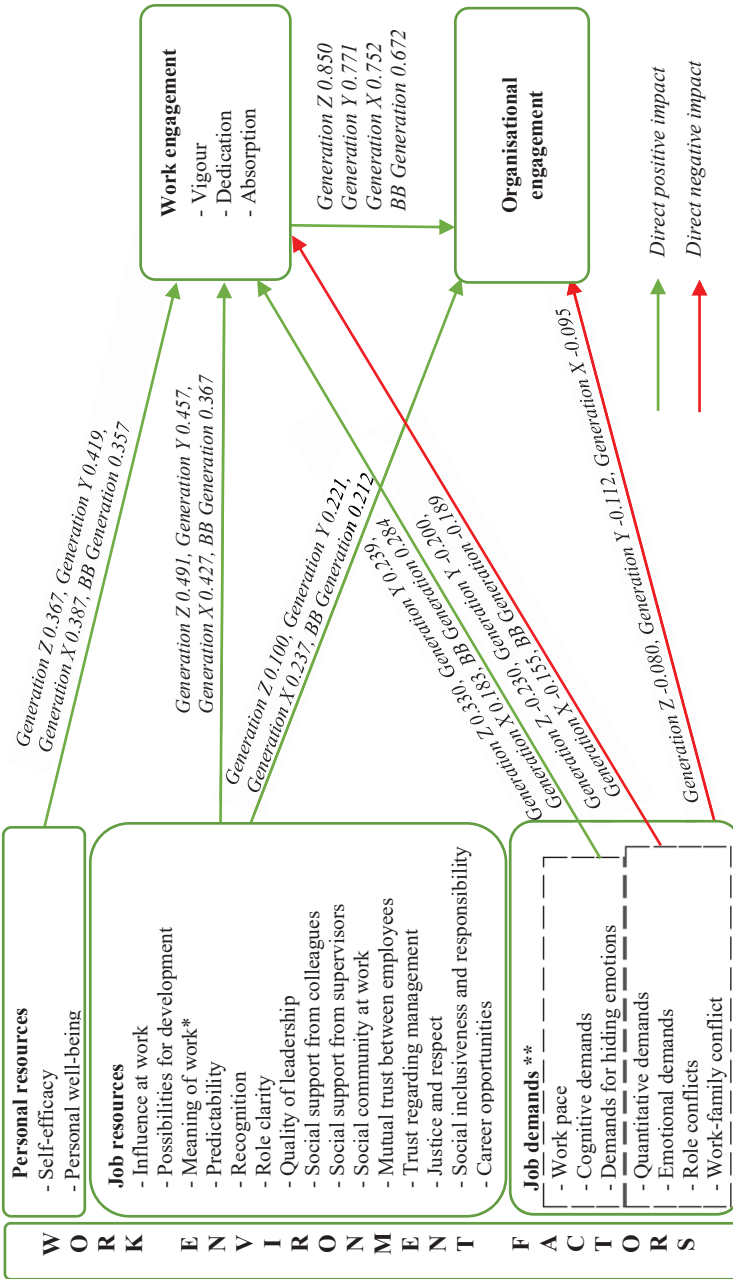 WORK ENVIRONMENT FACTORS
Personal resources
- Self-efficacy
- Personal well-being
Job resources
- Influence at work
- Possibilities for development
- Meaning of work*
- Predictability
- Recognition
- Role clarity
- Quality of leadership
- Social support from colleagues
- Social support from supervisors
- Social community at work
- Mutual trust between employees
- Trust regarding management
- Justice and respect
- Social inclusiveness and responsibility
- Career opportunities
Job demands **
- Work pace
- Cognitive demands
- Demands for hiding emotions
- Quantitative demands
- Emotional demands
- Role conflicts
- Work-family conflict
Generation Z 0.367, Generation Y 0.419,
Generation X 0.387, BB Generation 0.357
Generation Z 0.491, Generation Y 0.457,
Generation X 0.427, BB Generation 0.367
Generation Z 0.100, Generation Y 0.221,
Generation X 0.237, BB Generation 0.212
Generation Z 0.330, Generation Y 0.239,
Generation X 0.183, BB Generation 0.284
Generation Z -0.230, Generation Y -0.200,
Generation X -0.155, BB Generation -0.189
Generation Z -0.080, Generation Y -0.112, Generation X -0.095
Work engagement
- Vigour
- Dedication
- Absorption
Generation Z 0.850
Generation Y 0.771
Generation X 0.752
BB Generation 0.672
Organisational
engagement
Direct positive impact
Direct negative impact